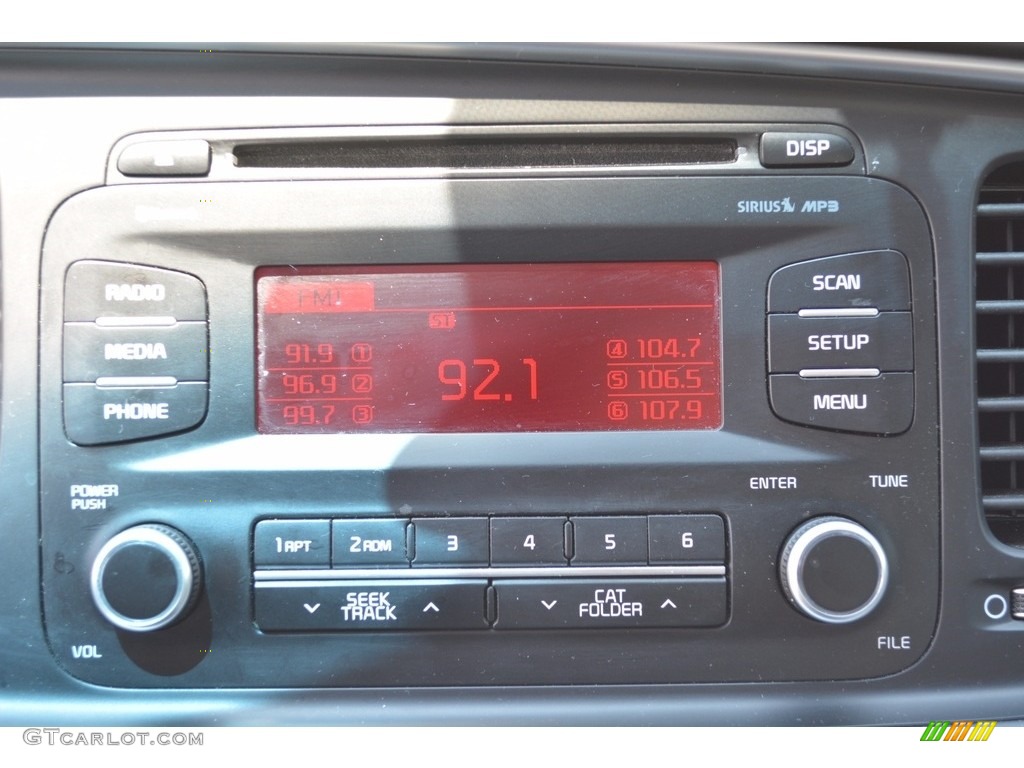 DISP
SIRIUS MP3
RADIO
MEDIA
PHONE
FM1
ST
91.9 1
96.9 2
99.7 3
92.1
4 104.7
5 106.5
6 107.9
SCAN
SETUP
MENU
POWER
PUSH
VOL
1 RPT
2 RDM
3
4
5
6
SEEK
TRACK
CAT
FOLDER
ENTER
TUNE
FILE
GTCARLOT.COM